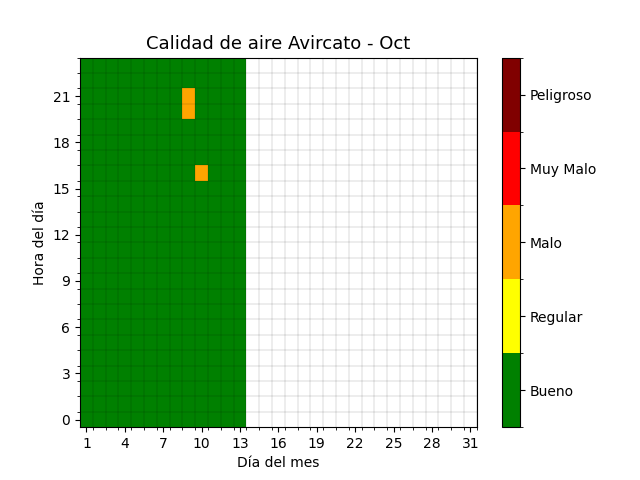 Calidad de aire Avircato - Oct
Peligroso
Muy Malo
Malo
Regular
Bueno
Hora del día
21
18
15
12
9
6
3
0
1 4 7 10 13 16 19 22 25 28 31
Día del mes